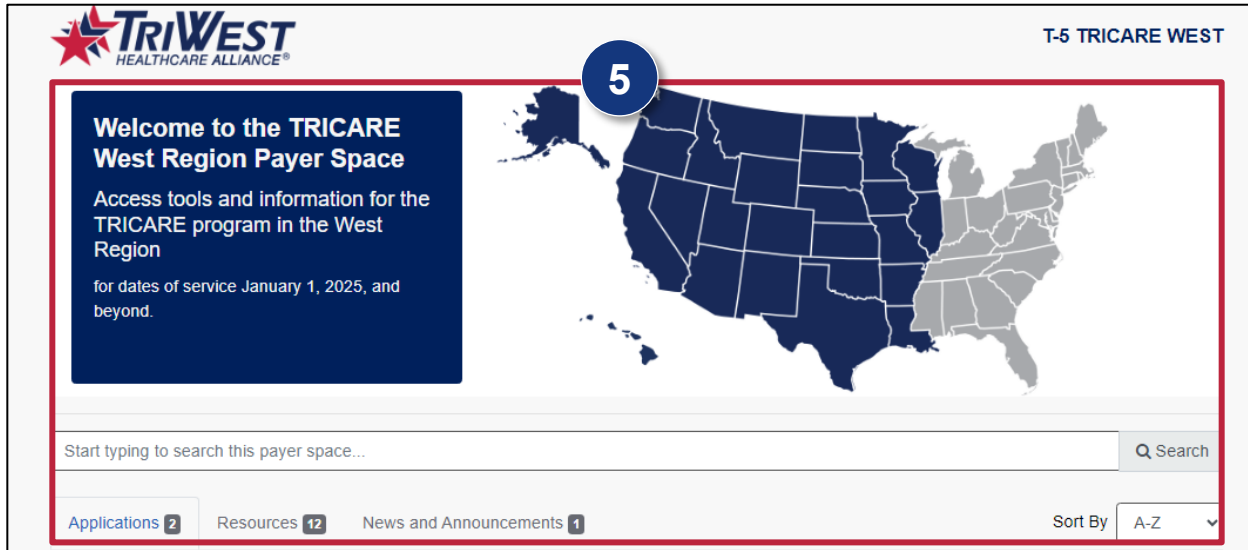 TRIWEST
HEALTHCARE ALLIANCE®
T-5 TRICARE WEST
5
Welcome to the TRICARE
West Region Payer Space
Access tools and information for the
TRICARE program in the West
Region
for dates of service January 1, 2025, and
beyond.
Start typing to search this payer space...
Search
Applications 2 Resources 12 News and Announcements 1 Sort By A-Z